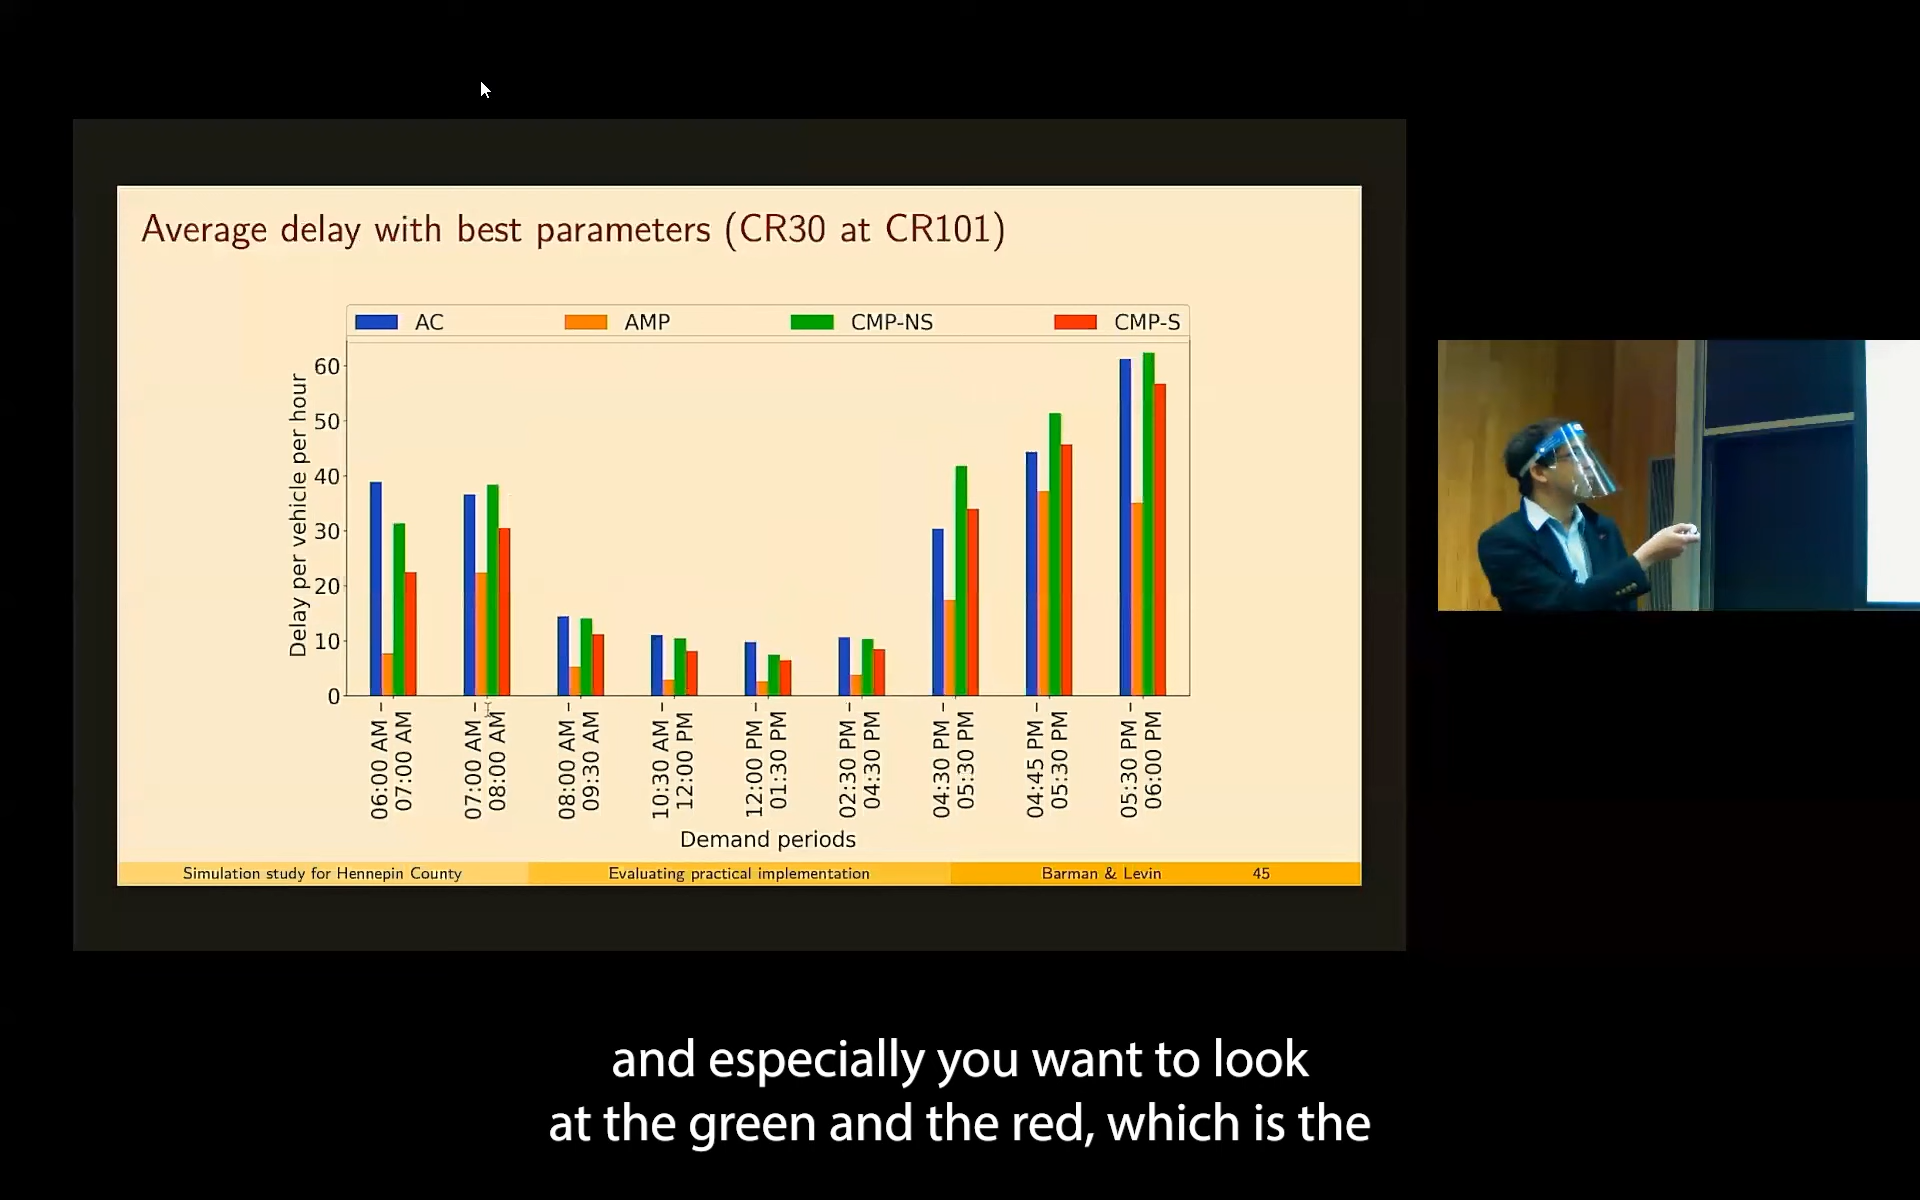 Average delay with best parameters (CR30 at CR101)
AC AMP CMP-NS CMP-S
Delay per vehicle per hour
60
50
40
30
20
10
0
06:00 AM –
07:00 AM
07:00 AM –
08:00 AM
08:00 AM –
09:30 AM
10:30 AM –
12:00 PM
12:00 PM –
01:30 PM
02:30 PM –
04:30 PM
04:30 PM –
05:30 PM
04:45 PM –
05:30 PM
05:30 PM –
06:00 PM
Demand periods
Simulation study for Hennepin County Evaluating practical implementation Barman & Levin 45
and especially you want to look
at the green and the red, which is the